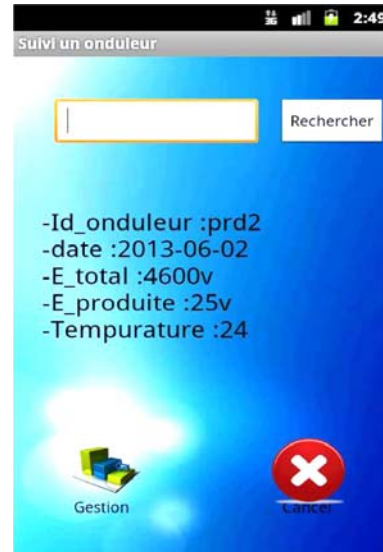 3G 2:49
Suivi un onduleur
Rechercher
-Id_onduleur :prd2
-date :2013-06-02
-E_total :4600v
-E_produite :25v
-Tempurature :24
Gestion Cancel